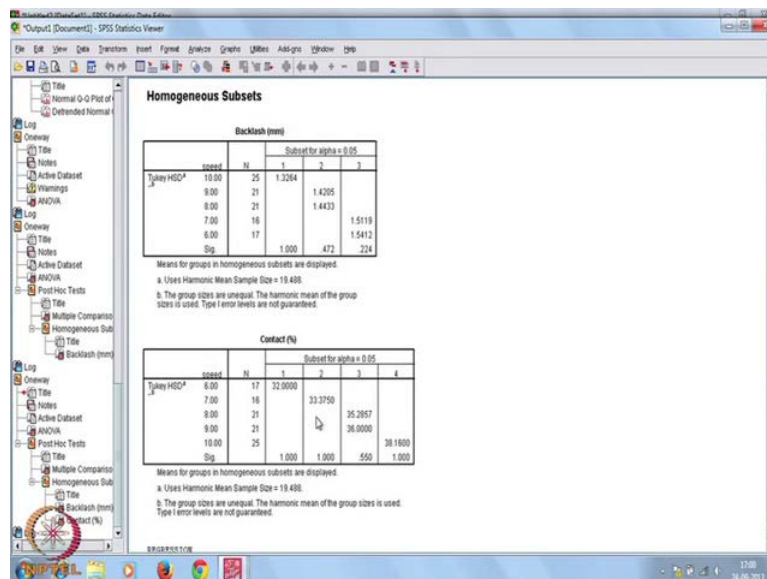 *Untitled2 [DataSet1] - SPSS Statistics Data Editor
*Output1 [Document1] - SPSS Statistics Viewer
File Edit View Data Transform Insert Format Analyze Graphs Utilities Add-ons Window Help
Title
Normal Q-Q Plot of
Detrended Normal
Log
Oneway
Title
Notes
Active Dataset
Warnings
ANOVA
Log
Oneway
Title
Notes
Active Dataset
ANOVA
Post Hoc Tests
Title
Multiple Compariso
Homogeneous Sub
Title
Backlash (mm)
Log
Oneway
Title
Notes
Active Dataset
ANOVA
Post Hoc Tests
Title
Multiple Compariso
Homogeneous Sub
Title
Backlash (mm)
Contact (%)
Homogeneous Subsets
Backlash (mm)
Subset for alpha = 0.05
speed N 1 2 3
Tukey HSDa 10.00 25 1.3264
9.00 21 1.4205
8.00 21 1.4433
7.00 16 1.5119
6.00 17 1.5412
Sig. 1.000 .472 .224
Means for groups in homogeneous subsets are displayed.
a. Uses Harmonic Mean Sample Size = 19.488.
b. The group sizes are unequal. The harmonic mean of the group
sizes is used. Type I error levels are not guaranteed.
Contact (%)
Subset for alpha = 0.05
speed N 1 2 3 4
Tukey HSDa 6.00 17 32.0000
7.00 16 33.3750
8.00 21 35.2857
9.00 21 36.0000
10.00 25 38.1600
Sig. 1.000 1.000 .550 1.000
Means for groups in homogeneous subsets are displayed.
a. Uses Harmonic Mean Sample Size = 19.488.
b. The group sizes are unequal. The harmonic mean of the group sizes is used.
Type I error levels are not guaranteed.
REGRESSION
NPTEL
17:00